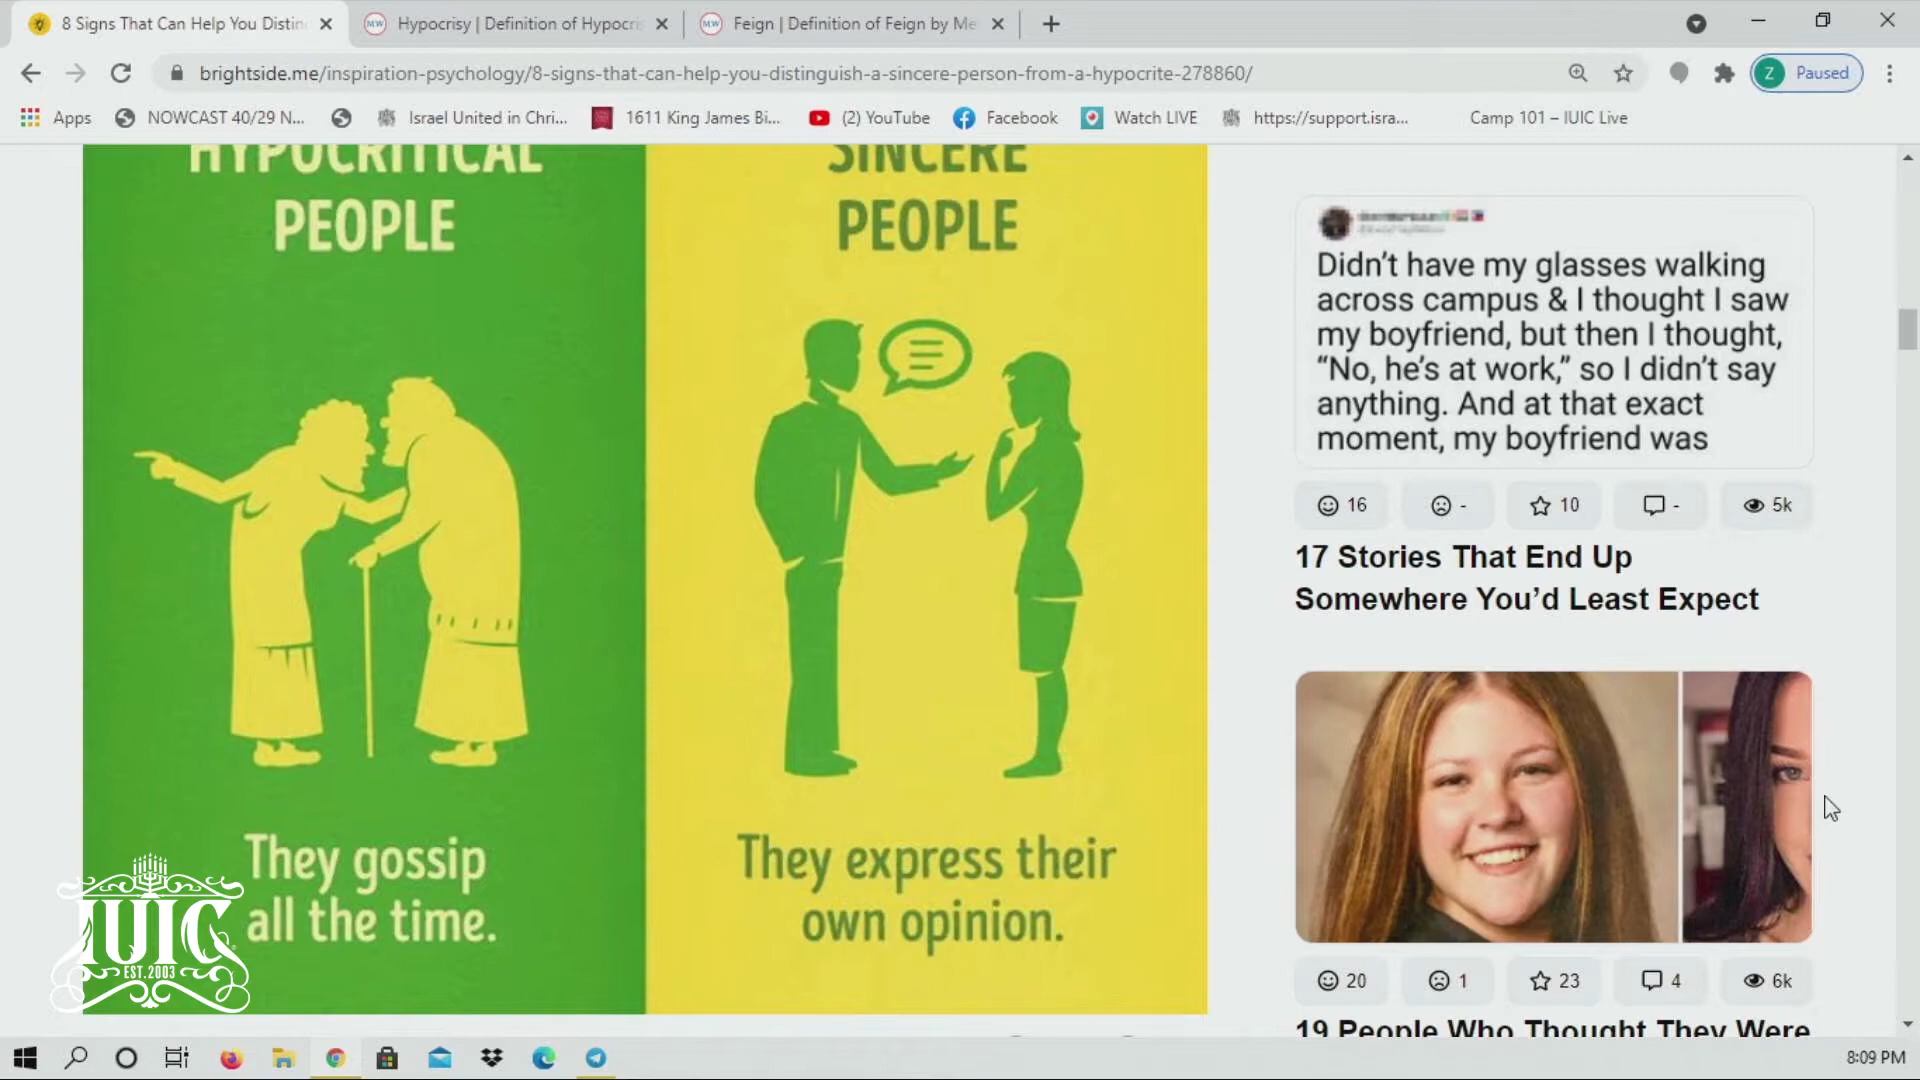 8 Signs That Can Help You Distin
Hypocrisy | Definition of Hypocris
Feign | Definition of Feign by Me
brightside.me/inspiration-psychology/8-signs-that-can-help-you-distinguish-a-sincere-person-from-a-hypocrite-278860/
Z Paused
Apps
NOWCAST 40/29 N...
Israel United in Chri...
1611 King James Bi...
(2) YouTube
Facebook
Watch LIVE
https://support.isra...
Camp 101 – IUIC Live
HYPOCRITICAL
PEOPLE
They gossip
all the time.
SINCERE
PEOPLE
They express their
own opinion.
IUIC
EST.2003
Didn't have my glasses walking
across campus & I thought I saw
my boyfriend, but then I thought,
“No, he's at work,” so I didn't say
anything. And at that exact
moment, my boyfriend was
16 - 10 - 5k
17 Stories That End Up
Somewhere You’d Least Expect
20 1 23 4 6k
19 People Who Thought They Were
8:09 PM